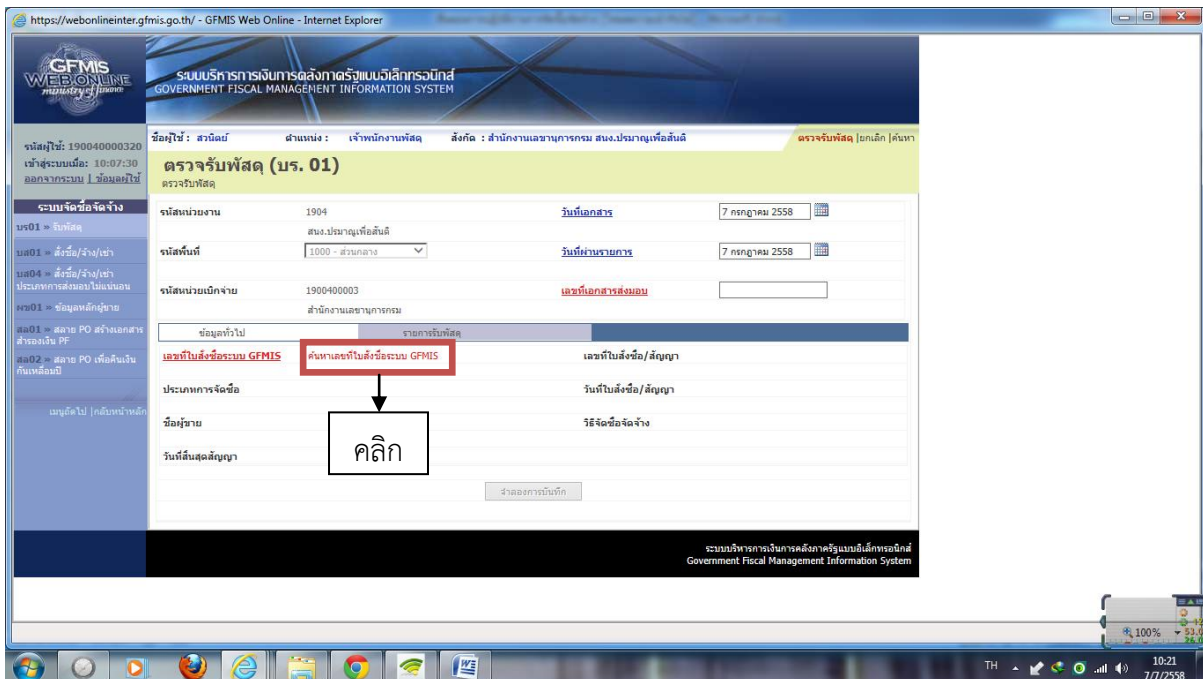 https://webonlineinter.gfmis.go.th/ - GFMIS Web Online - Internet Explorer
GFMIS
WEB ONLINE
ministry of finance
ระบบบริหารการเงินการคลังภาครัฐแบบอิเล็กทรอนิกส์
GOVERNMENT FISCAL MANAGEMENT INFORMATION SYSTEM
รหัสผู้ใช้: 190040000320
เข้าสู่ระบบเมื่อ: 10:07:30
ออกจากระบบ | ข้อมูลผู้ใช้
ชื่อผู้ใช้ : สวนิตย์ ตำแหน่ง : เจ้าพนักงานพัสดุ สังกัด : สำนักงานเลขานุการกรม สนง.ปรมาณูเพื่อสันติ
ตรวจรับพัสดุ |ยกเลิก |ค้นหา
ตรวจรับพัสดุ (บร. 01)
ตรวจรับพัสดุ
ระบบจัดซื้อจัดจ้าง
บร01 » รับพัสดุ
บส01 » สั่งซื้อ/จ้าง/เช่า
บส04 » สั่งซื้อ/จ้าง/เช่า
ประเภทการส่งมอบไม่แน่นอน
ผข01 » ข้อมูลหลักผู้ขาย
สล01 » สลาย PO สร้างเอกสาร
สำรองเงิน PF
สล02 » สลาย PO เพื่อคืนเงิน
กันเหลื่อมปี
เมนูถัดไป |กลับหน้าหลัก
รหัสหน่วยงาน 1904 วันที่เอกสาร 7 กรกฎาคม 2558
สนง.ปรมาณูเพื่อสันติ
รหัสพื้นที่ 1000 - ส่วนกลาง วันที่ผ่านรายการ 7 กรกฎาคม 2558
รหัสหน่วยเบิกจ่าย 1900400003 เลขที่เอกสารส่งมอบ
สำนักงานเลขานุการกรม
ข้อมูลทั่วไป รายการรับพัสดุ
เลขที่ใบสั่งซื้อระบบ GFMIS ค้นหาเลขที่ใบสั่งซื้อระบบ GFMIS เลขที่ใบสั่งซื้อ/สัญญา
ประเภทการจัดซื้อ วันที่ใบสั่งซื้อ/สัญญา
ชื่อผู้ขาย วิธีจัดซื้อจัดจ้าง
คลิก
วันที่สิ้นสุดสัญญา
จำลองการบันทึก
ระบบบริหารการเงินการคลังภาครัฐแบบอิเล็กทรอนิกส์
Government Fiscal Management Information System
100%
TH
10:21
7/7/2558